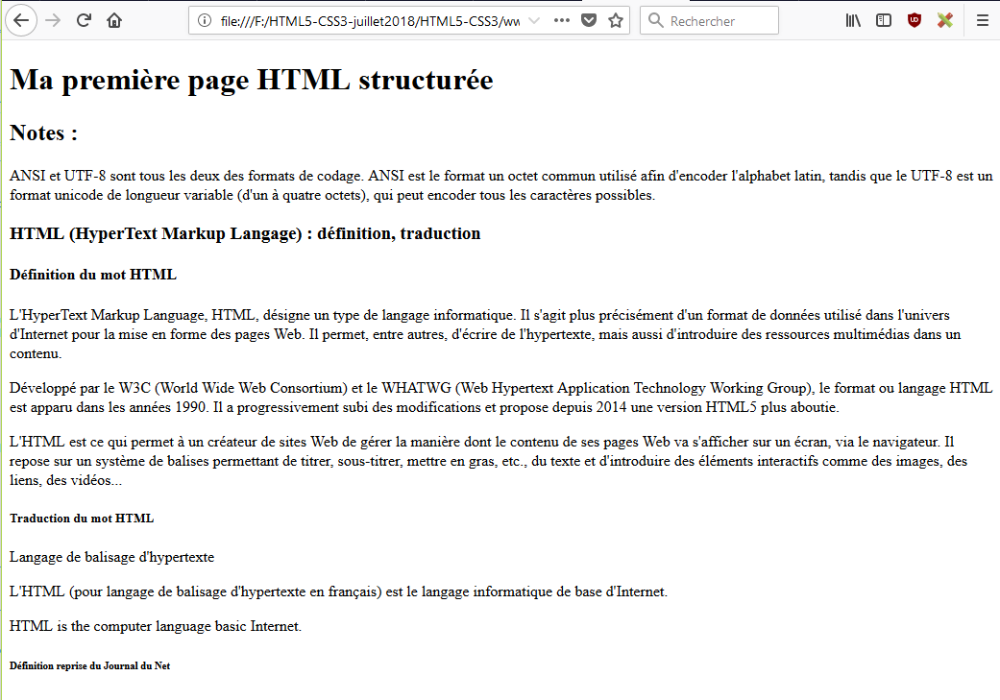 file:///F:/HTML5-CSS3-juillet2018/HTML5-CSS3/ww
Rechercher
Ma première page HTML structurée
Notes :
ANSI et UTF-8 sont tous les deux des formats de codage. ANSI est le format un octet commun utilisé afin d'encoder l'alphabet latin, tandis que le UTF-8 est un
format unicode de longueur variable (d'un à quatre octets), qui peut encoder tous les caractères possibles.
HTML (HyperText Markup Langage) : définition, traduction
Définition du mot HTML
L'HyperText Markup Language, HTML, désigne un type de langage informatique. Il s'agit plus précisément d'un format de données utilisé dans l'univers
d'Internet pour la mise en forme des pages Web. Il permet, entre autres, d'écrire de l'hypertexte, mais aussi d'introduire des ressources multimédias dans un
contenu.
Développé par le W3C (World Wide Web Consortium) et le WHATWG (Web Hypertext Application Technology Working Group), le format ou langage HTML
est apparu dans les années 1990. Il a progressivement subi des modifications et propose depuis 2014 une version HTML5 plus aboutie.
L'HTML est ce qui permet à un créateur de sites Web de gérer la manière dont le contenu de ses pages Web va s'afficher sur un écran, via le navigateur. Il
repose sur un système de balises permettant de titrer, sous-titrer, mettre en gras, etc., du texte et d'introduire des éléments interactifs comme des images, des
liens, des vidéos...
Traduction du mot HTML
Langage de balisage d'hypertexte
L'HTML (pour langage de balisage d'hypertexte en français) est le langage informatique de base d'Internet.
HTML is the computer language basic Internet.
Définition reprise du Journal du Net